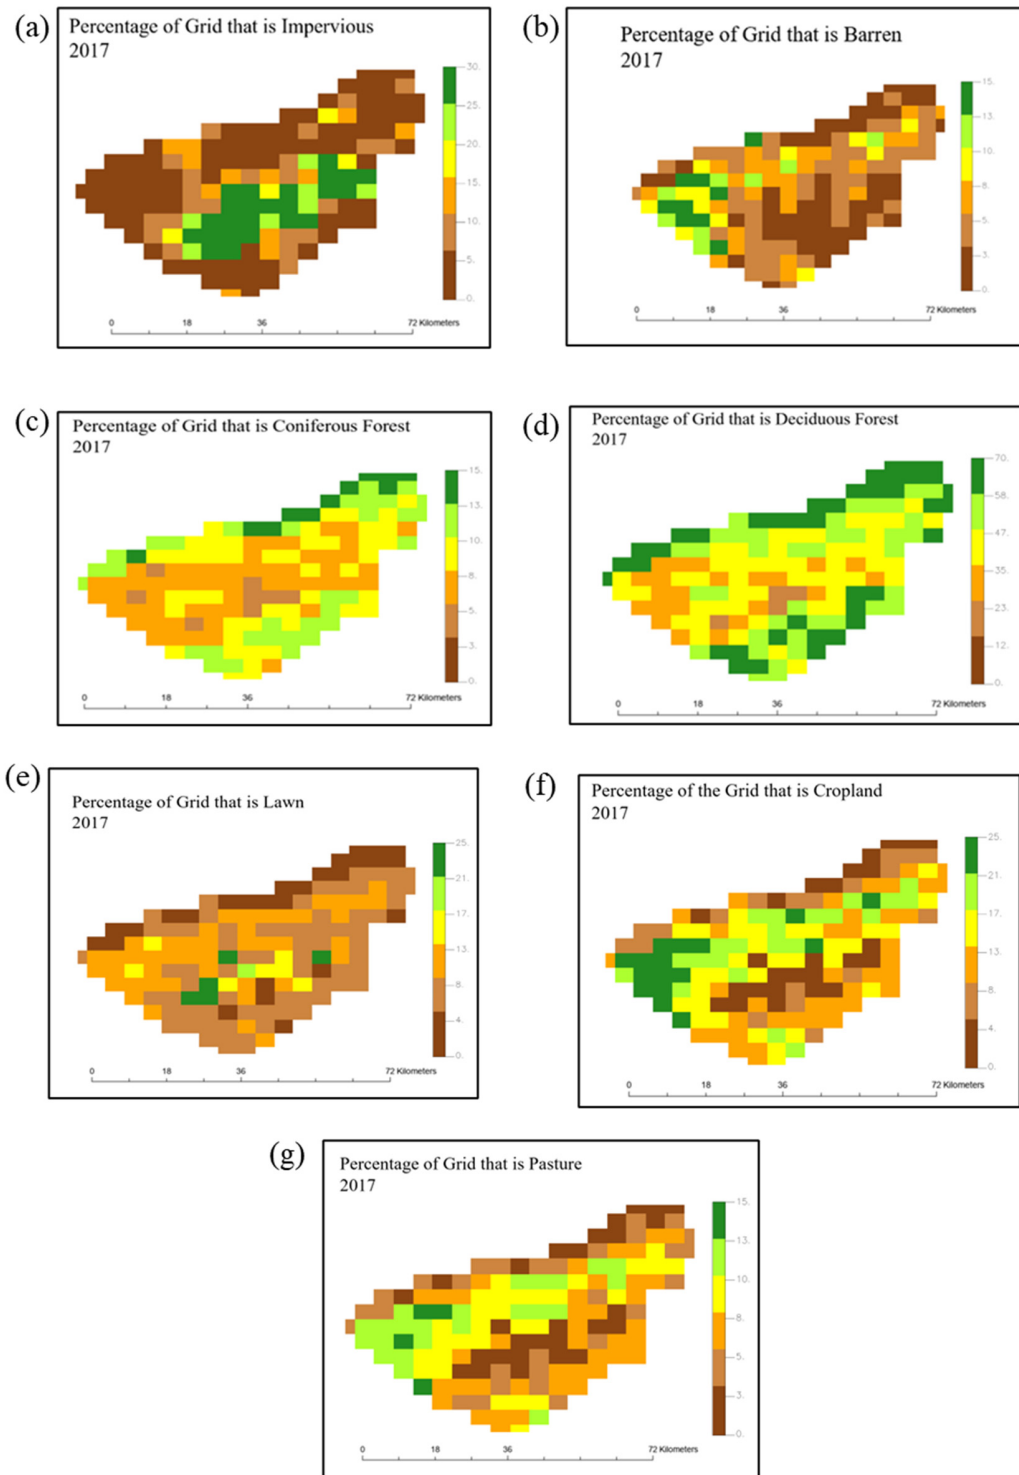 (a)
Percentage of Grid that is Impervious
2017
30.
20.
15.
10.
5.
0.
0 18 36 72 Kilometers
(b)
Percentage of Grid that is Barren
2017
15.
13.
10.
8.
5.
3.
0.
0 18 36 72 Kilometers
(c)
Percentage of Grid that is Coniferous Forest
2017
15.
13.
10.
8.
5.
3.
0.
0 18 36 72 Kilometers
(d)
Percentage of Grid that is Deciduous Forest
2017
70.
58.
47.
35.
23.
12.
0.
0 18 36 72 Kilometers
(e)
Percentage of Grid that is Lawn
2017
25.
21.
17.
13.
8.
4.
0.
0 18 36 72 Kilometers
(f)
Percentage of the Grid that is Cropland
2017
25.
21.
17.
13.
8.
4.
0.
0 18 36 72 Kilometers
(g)
Percentage of Grid that is Pasture
2017
15.
13.
10.
8.
5.
3.
0.
0 18 36 72 Kilometers